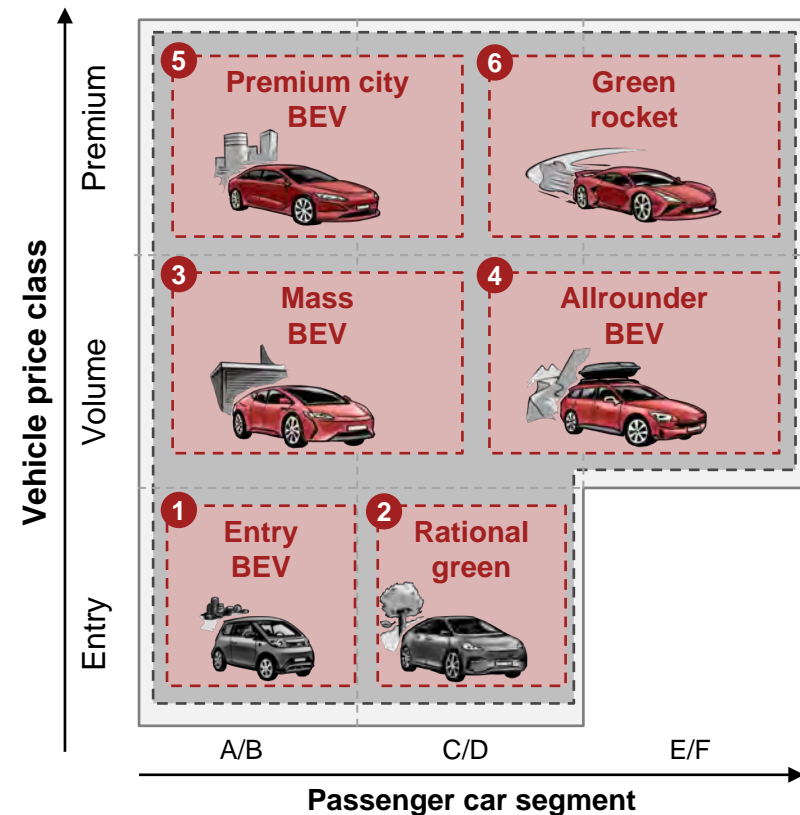 Vehicle price class
Premium
Volume
Entry
5
Premium city
BEV
6
Green
rocket
3
Mass
BEV
4
Allrounder
BEV
1
Entry
BEV
2
Rational
green
A/B
C/D
E/F
Passenger car segment